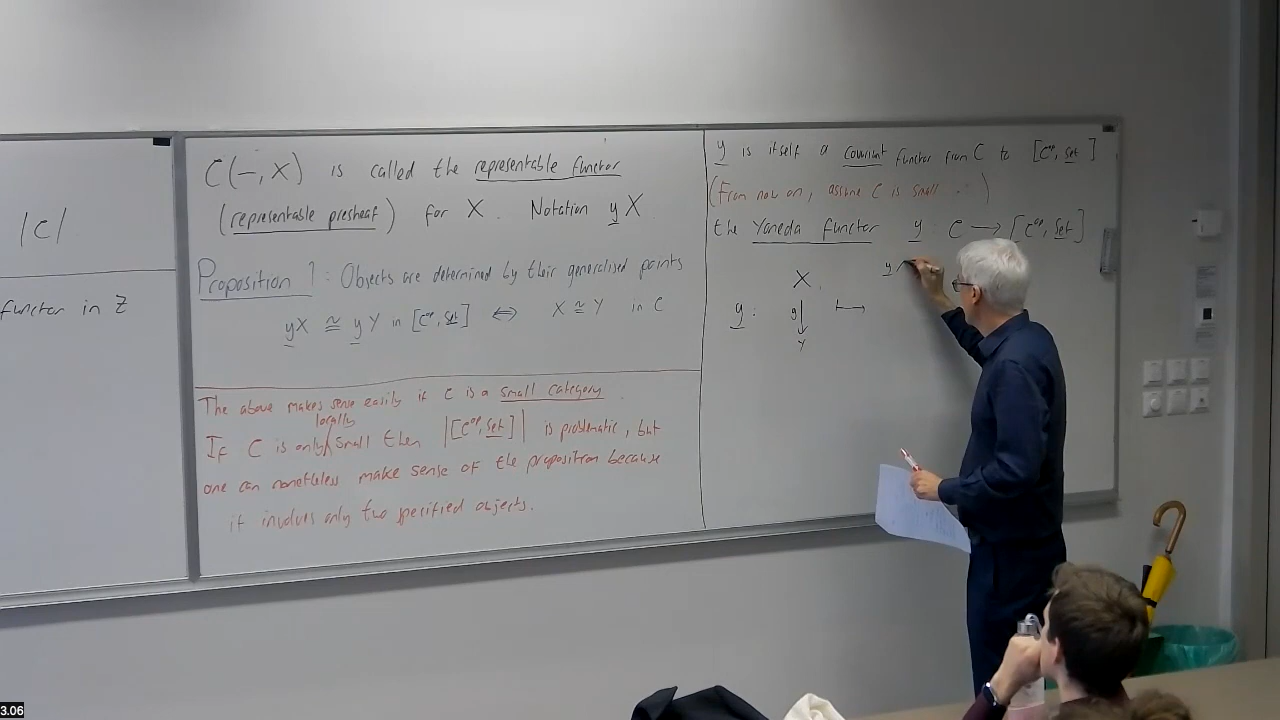 |C|
functor in Z
C(-, X) is called the representable functor
(representable presheaf) for X. Notation yX
Proposition 1: Objects are determined by their generalised points
yX ≅ yY in [C^op, Set] ⇔ X ≅ Y in C
The above makes sense easily if C is a small category.
If C is only locally small then |[C^op, Set]| is problematic, but
one can nonetheless make sense of the proposition because
it involves only two specified objects.
y is itself a covariant functor from C to [C^op, Set]
(From now on, assume C is small)
the Yoneda functor y : C → [C^op, Set]
X
y
y : g ↓ ↦
Y
3.06